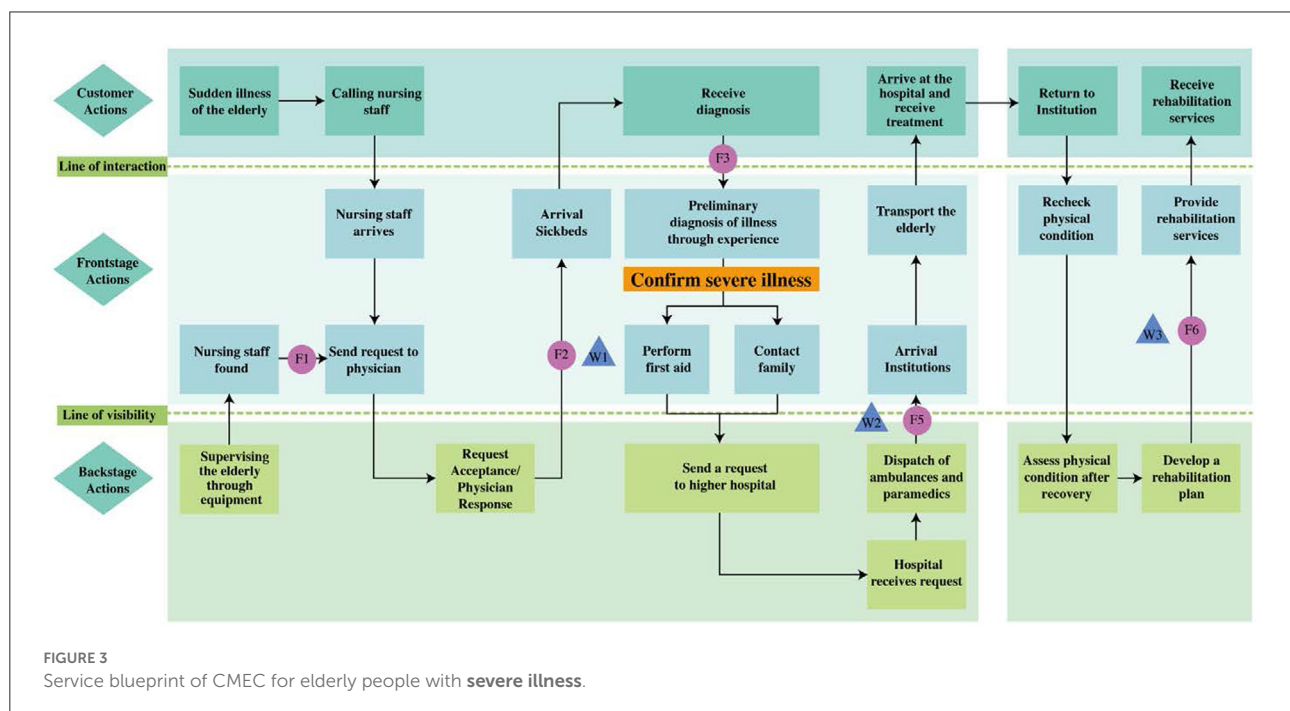 Customer
Actions
Sudden illness
of the elderly
Calling nursing
staff
Receive
diagnosis
Arrive at the
hospital and
receive
treatment
Return to
Institution
Receive
rehabilitation
services
F3
Line of interaction
Nursing staff
arrives
Arrival
Sickbeds
Preliminary
diagnosis of illness
through experience
Transport the
elderly
Recheck
physical
condition
Provide
rehabilitation
services
Frontstage
Actions
Confirm severe illness
Nursing staff
found
F1
Send request to
physician
F2
W1
Perform
first aid
Contact
family
Arrival
Institutions
W3
F6
Line of visibility
W2
F5
Backstage
Actions
Supervising
the elderly
through
equipment
Request
Acceptance/
Physician
Response
Send a request
to higher hospital
Dispatch of
ambulances and
paramedics
Assess physical
condition after
recovery
Develop a
rehabilitation
plan
Hospital
receives request
FIGURE 3
Service blueprint of CMEC for elderly people with severe illness.